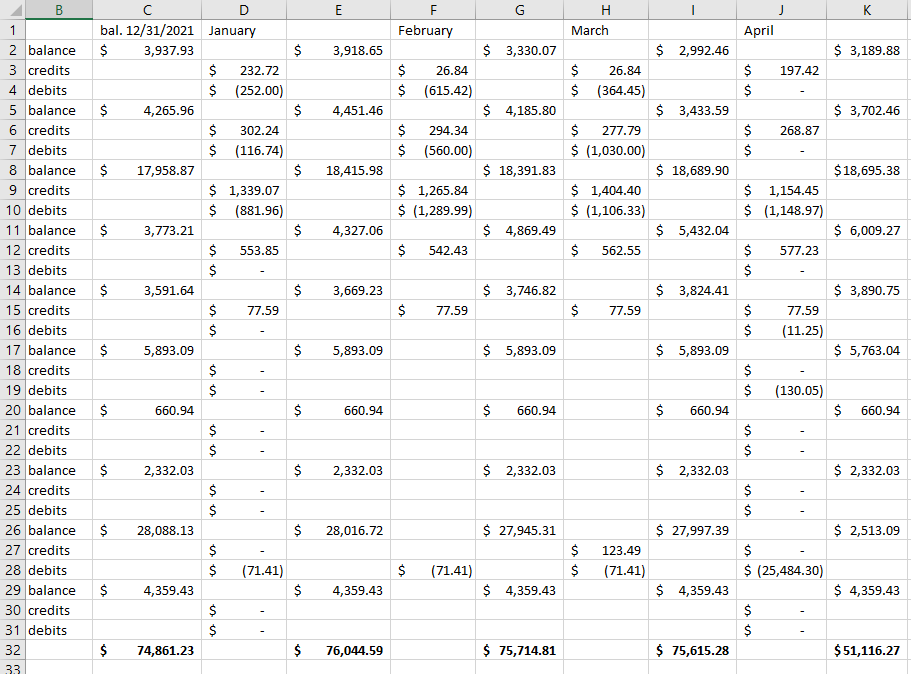 B C D E F G H I J K
1 bal. 12/31/2021 January February March April
2 balance $ 3,937.93 $ 3,918.65 $ 3,330.07 $ 2,992.46 $ 3,189.88
3 credits $ 232.72 $ 26.84 $ 26.84 $ 197.42
4 debits $ (252.00) $ (615.42) $ (364.45) $ -
5 balance $ 4,265.96 $ 4,451.46 $ 4,185.80 $ 3,433.59 $ 3,702.46
6 credits $ 302.24 $ 294.34 $ 277.79 $ 268.87
7 debits $ (116.74) $ (560.00) $ (1,030.00) $ -
8 balance $ 17,958.87 $ 18,415.98 $ 18,391.83 $ 18,689.90 $18,695.38
9 credits $ 1,339.07 $ 1,265.84 $ 1,404.40 $ 1,154.45
10 debits $ (881.96) $ (1,289.99) $ (1,106.33) $ (1,148.97)
11 balance $ 3,773.21 $ 4,327.06 $ 4,869.49 $ 5,432.04 $ 6,009.27
12 credits $ 553.85 $ 542.43 $ 562.55 $ 577.23
13 debits $ - $ -
14 balance $ 3,591.64 $ 3,669.23 $ 3,746.82 $ 3,824.41 $ 3,890.75
15 credits $ 77.59 $ 77.59 $ 77.59 $ 77.59
16 debits $ - $ (11.25)
17 balance $ 5,893.09 $ 5,893.09 $ 5,893.09 $ 5,893.09 $ 5,763.04
18 credits $ - $ -
19 debits $ - $ (130.05)
20 balance $ 660.94 $ 660.94 $ 660.94 $ 660.94 $ 660.94
21 credits $ - $ -
22 debits $ - $ -
23 balance $ 2,332.03 $ 2,332.03 $ 2,332.03 $ 2,332.03 $ 2,332.03
24 credits $ - $ -
25 debits $ - $ -
26 balance $ 28,088.13 $ 28,016.72 $ 27,945.31 $ 27,997.39 $ 2,513.09
27 credits $ - $ 123.49 $ -
28 debits $ (71.41) $ (71.41) $ (71.41) $ (25,484.30)
29 balance $ 4,359.43 $ 4,359.43 $ 4,359.43 $ 4,359.43 $ 4,359.43
30 credits $ - $ -
31 debits $ - $ -
32 $ 74,861.23 $ 76,044.59 $ 75,714.81 $ 75,615.28 $51,116.27
33